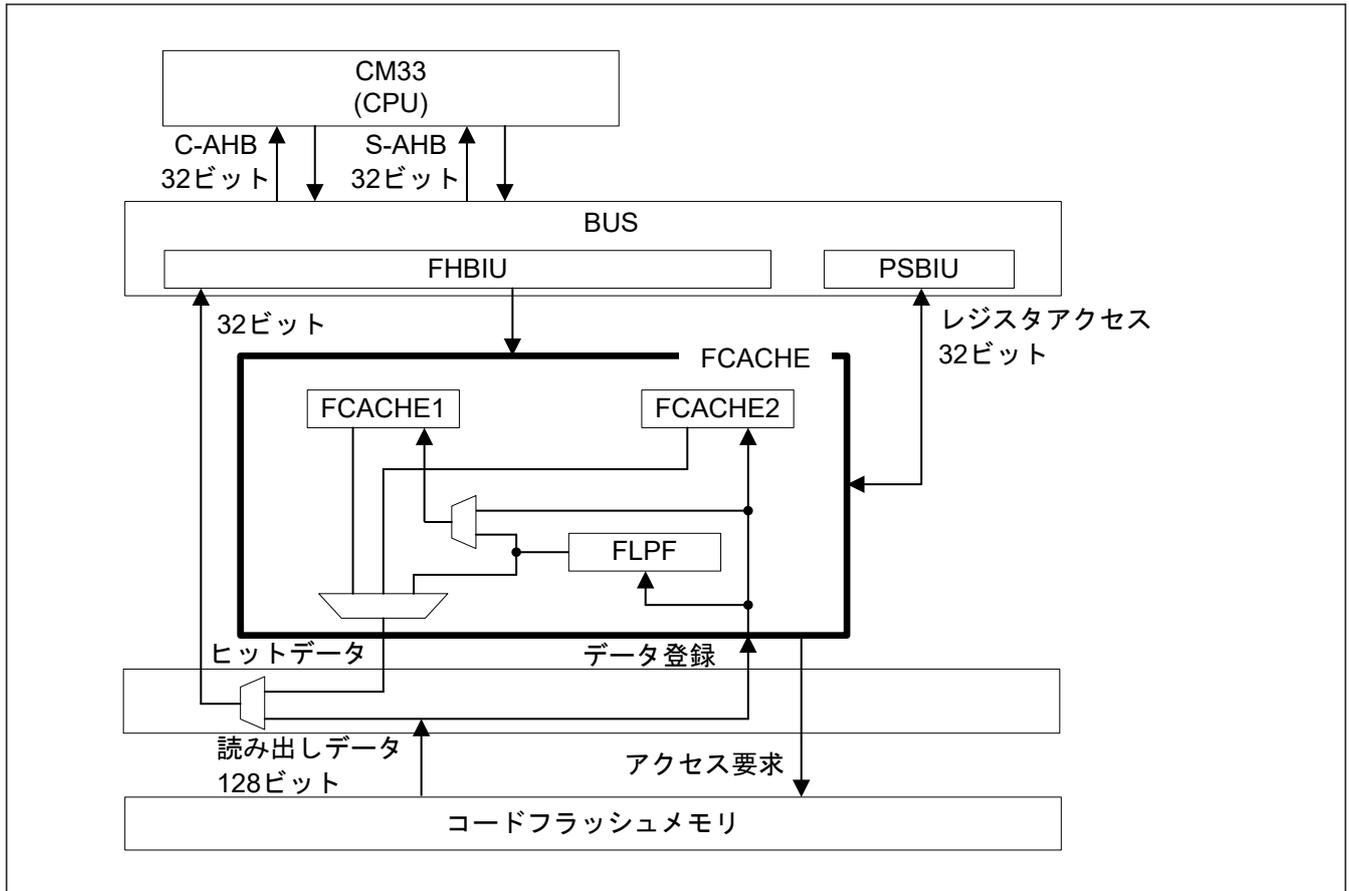 CM33
(CPU)
C-AHB
32ビット
S-AHB
32ビット
BUS
FHBIU
PSBIU
32ビット
レジスタアクセス
32ビット
FCACHE
FCACHE1
FCACHE2
FLPF
ヒットデータ
データ登録
読み出しデータ
128ビット
アクセス要求
コードフラッシュメモリ